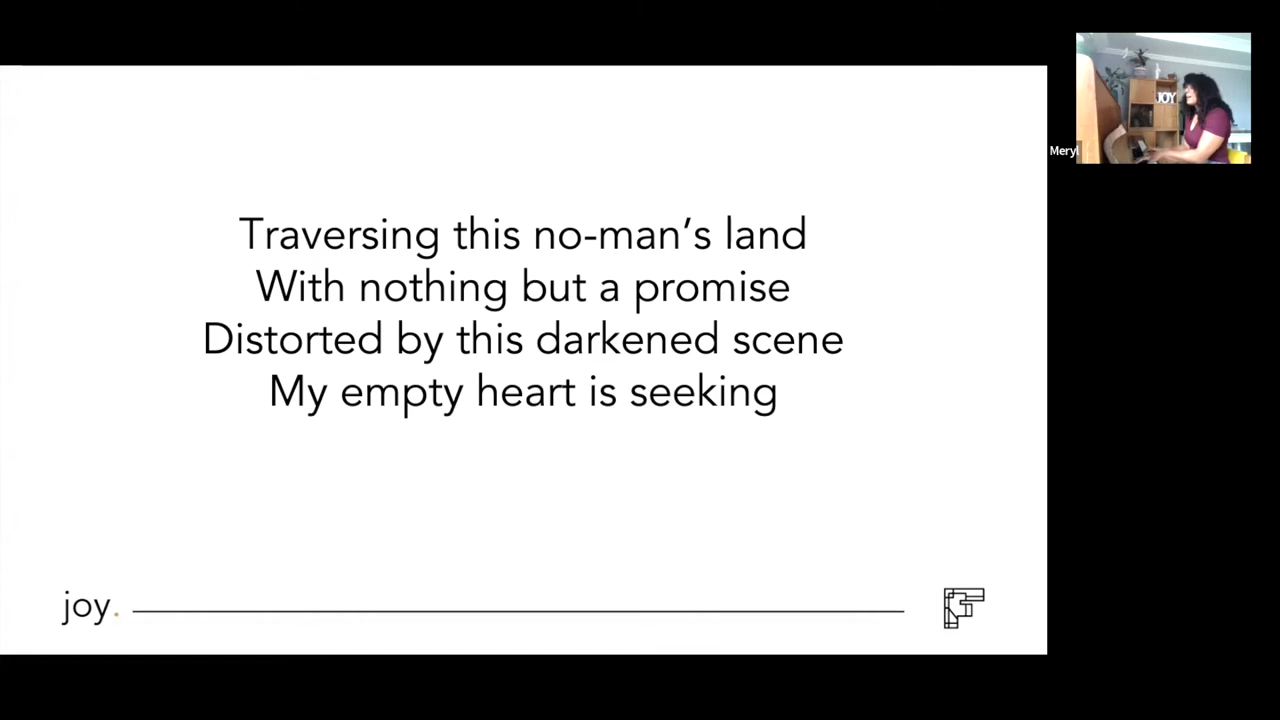 Traversing this no-man’s land
With nothing but a promise
Distorted by this darkened scene
My empty heart is seeking
joy.
JOY
Meryl